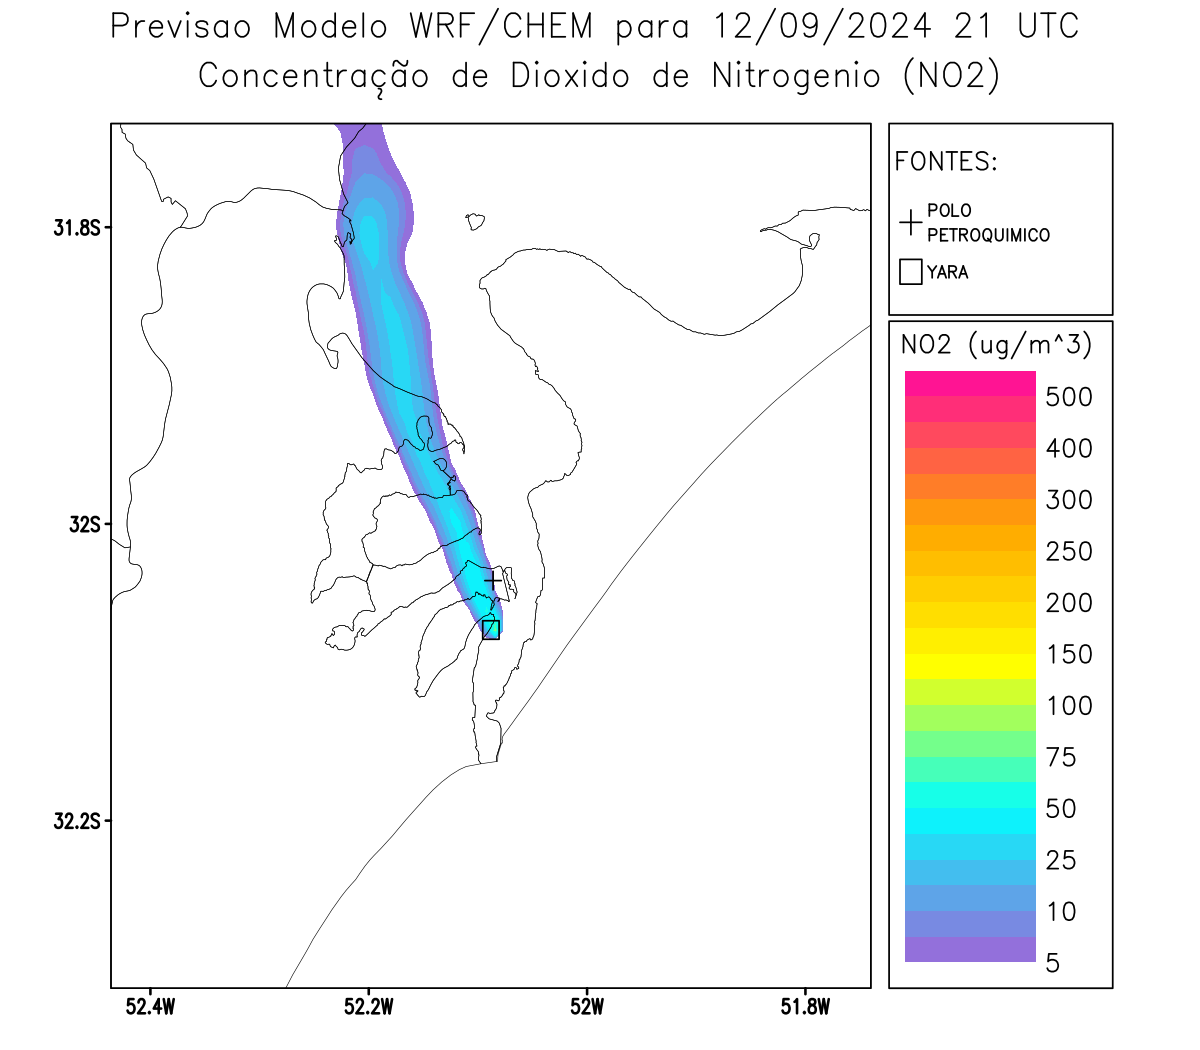 Previsao Modelo WRF/CHEM para 12/09/2024 21 UTC
Concentração de Dioxido de Nitrogenio (NO2)
FONTES:
POLO
PETROQUIMICO
YARA
31.8S
32S
32.2S
52.4W
52.2W
52W
51.8W
NO2 (ug/m^3)
500
400
300
250
200
150
100
75
50
25
10
5